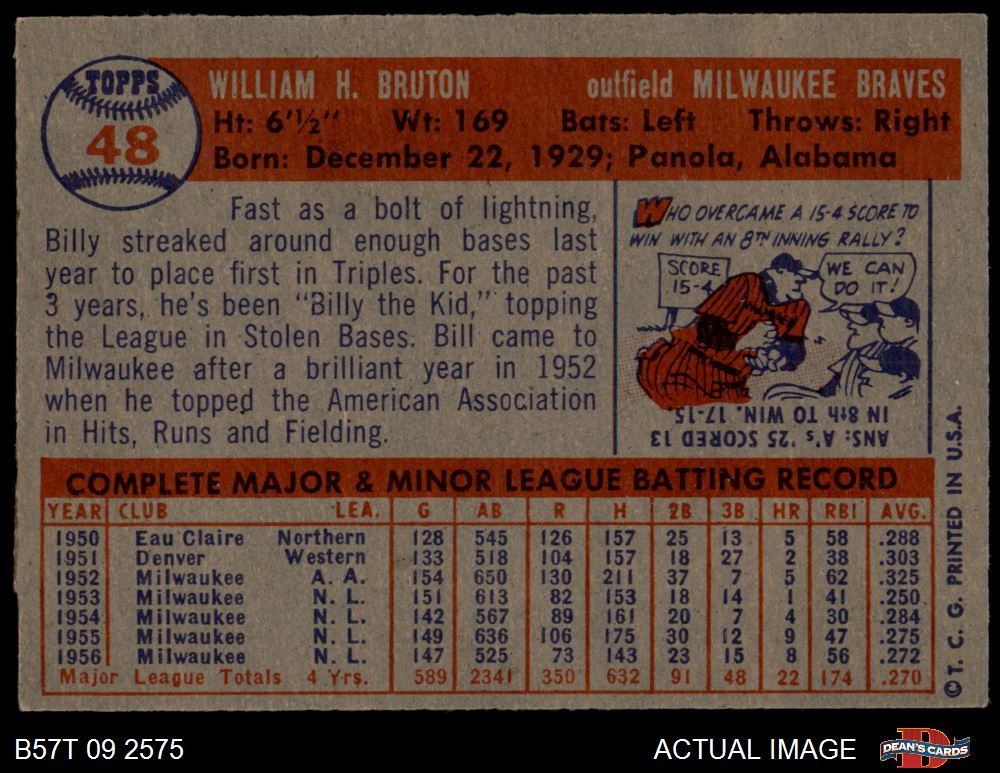 TOPPS
48
WILLIAM H. BRUTON outfield MILWAUKEE BRAVES
Ht: 6'½" Wt: 169 Bats: Left Throws: Right
Born: December 22, 1929; Panola, Alabama
Fast as a bolt of lightning,
Billy streaked around enough bases last
year to place first in Triples. For the past
3 years, he's been "Billy the Kid," topping
the League in Stolen Bases. Bill came to
Milwaukee after a brilliant year in 1952
when he topped the American Association
in Hits, Runs and Fielding.
WHO OVERCAME A 15-4 SCORE TO
WIN WITH AN 8TH INNING RALLY?
SCORE
15-4
WE CAN
DO IT!
ANS: A's '25 SCORED 13
IN 8th TO WIN. 17-15.
COMPLETE MAJOR & MINOR LEAGUE BATTING RECORD
YEAR CLUB LEA. G AB R H 2B 3B HR RBI AVG.
1950 Eau Claire Northern 128 545 126 157 25 13 5 58 .288
1951 Denver Western 133 518 104 157 18 27 2 38 .303
1952 Milwaukee A. A. 154 650 130 211 37 7 5 62 .325
1953 Milwaukee N. L. 151 613 82 153 18 14 1 41 .250
1954 Milwaukee N. L. 142 567 89 161 20 7 4 30 .284
1955 Milwaukee N. L. 149 636 106 175 30 12 9 47 .275
1956 Milwaukee N. L. 147 525 73 143 23 15 8 56 .272
Major League Totals 4 Yrs. 589 2341 350 632 91 48 22 174 .270
© T. C. G. PRINTED IN U.S.A.
B57T 09 2575
ACTUAL IMAGE
DEAN'S CARDS